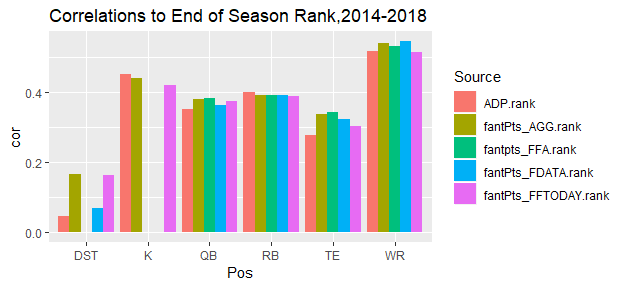 Correlations to End of Season Rank,2014-2018
cor
0.4
0.2
0.0
DST K QB RB TE WR
Pos
Source
ADP.rank
fantPts_AGG.rank
fantpts_FFA.rank
fantPts_FDATA.rank
fantPts_FFTODAY.rank